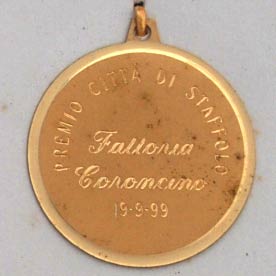 PREMIO CITTÀ DI STAFFOLO
Fattoria
Coroncino
19-9-99